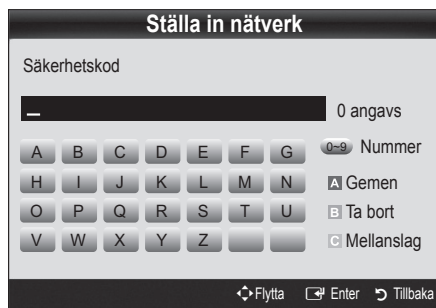 Ställa in nätverk
Säkerhetskod
_
0 angavs
A B C D E F G 0~9 Nummer
H I J K L M N A Gemen
O P Q R S T U B Ta bort
V W X Y Z C Mellanslag
Flytta Enter Tillbaka